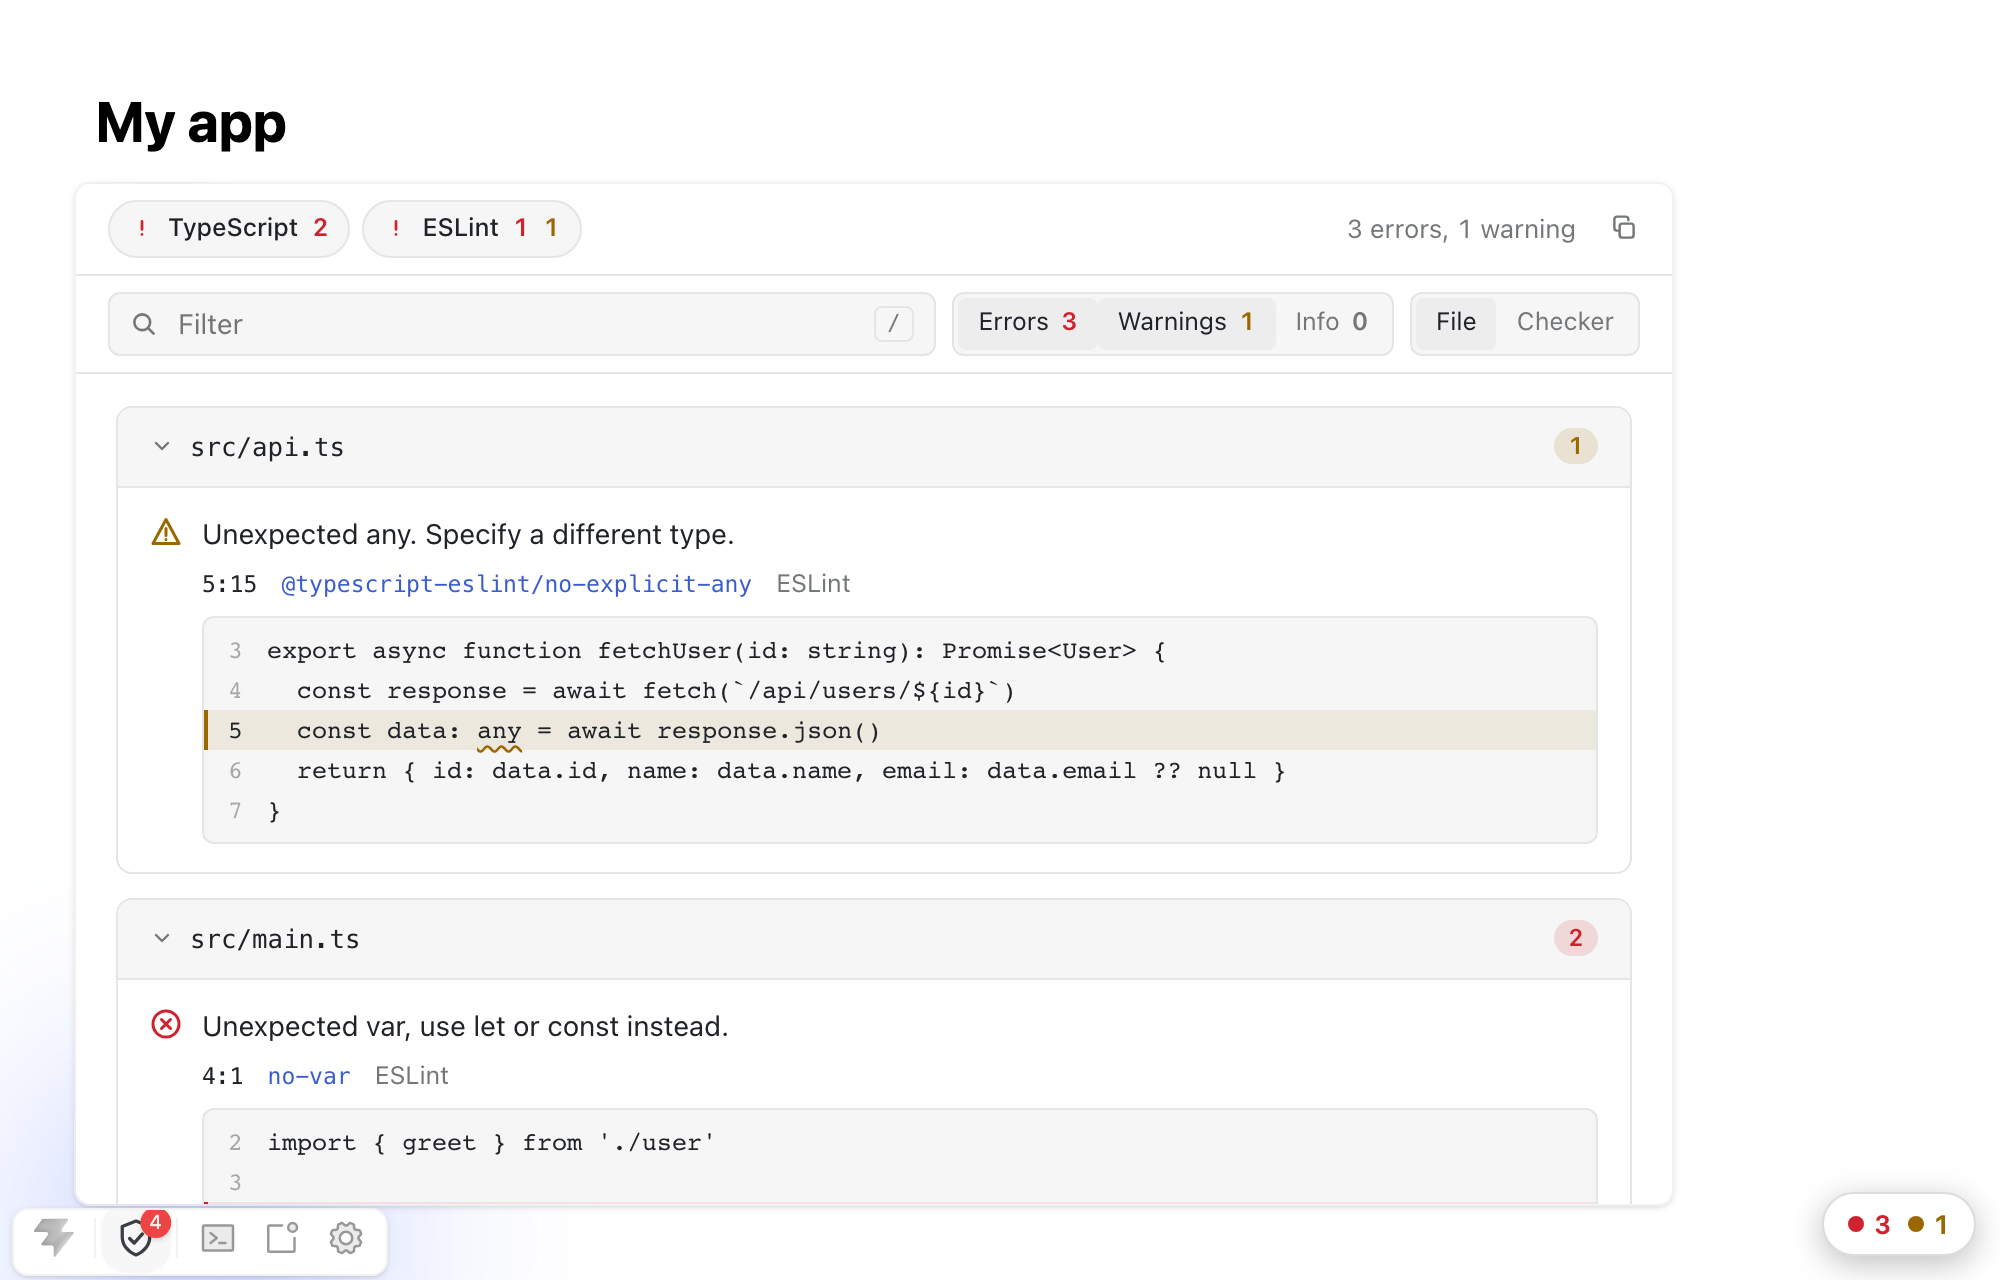 My app
! TypeScript 2 ! ESLint 1 1 3 errors, 1 warning
Filter / Errors 3 Warnings 1 Info 0 File Checker
src/api.ts 1
Unexpected any. Specify a different type.
5:15 @typescript-eslint/no-explicit-any ESLint
3 export async function fetchUser(id: string): Promise<User> {
4 const response = await fetch(`/api/users/${id}`)
5 const data: any = await response.json()
6 return { id: data.id, name: data.name, email: data.email ?? null }
7 }
src/main.ts 2
Unexpected var, use let or const instead.
4:1 no-var ESLint
2 import { greet } from './user'
3
4
3 1